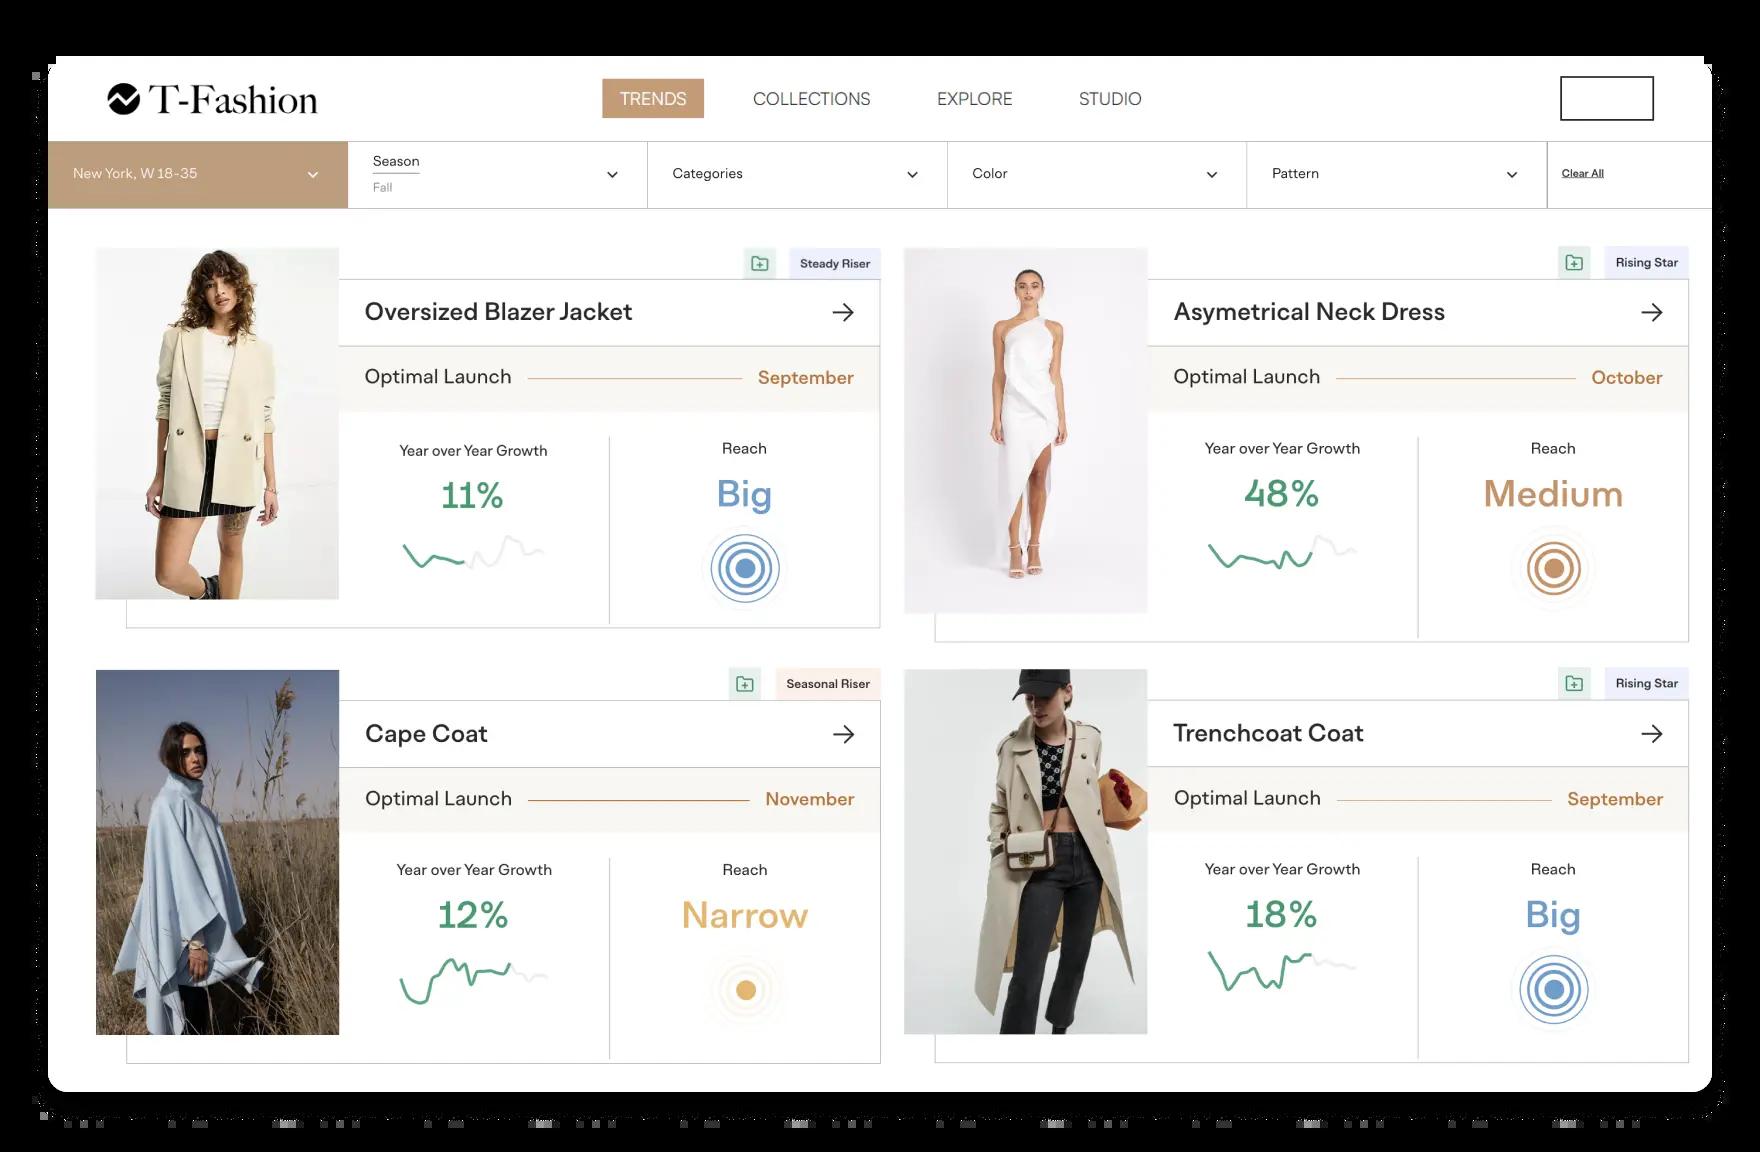 T-Fashion
TRENDS
COLLECTIONS
EXPLORE
STUDIO
New York, W 18-35
Season
Fall
Categories
Color
Pattern
Clear All
Steady Riser
Oversized Blazer Jacket
Optimal Launch
September
Year over Year Growth
11%
Reach
Big
Rising Star
Asymetrical Neck Dress
Optimal Launch
October
Year over Year Growth
48%
Reach
Medium
Seasonal Riser
Cape Coat
Optimal Launch
November
Year over Year Growth
12%
Reach
Narrow
Rising Star
Trenchcoat Coat
Optimal Launch
September
Year over Year Growth
18%
Reach
Big